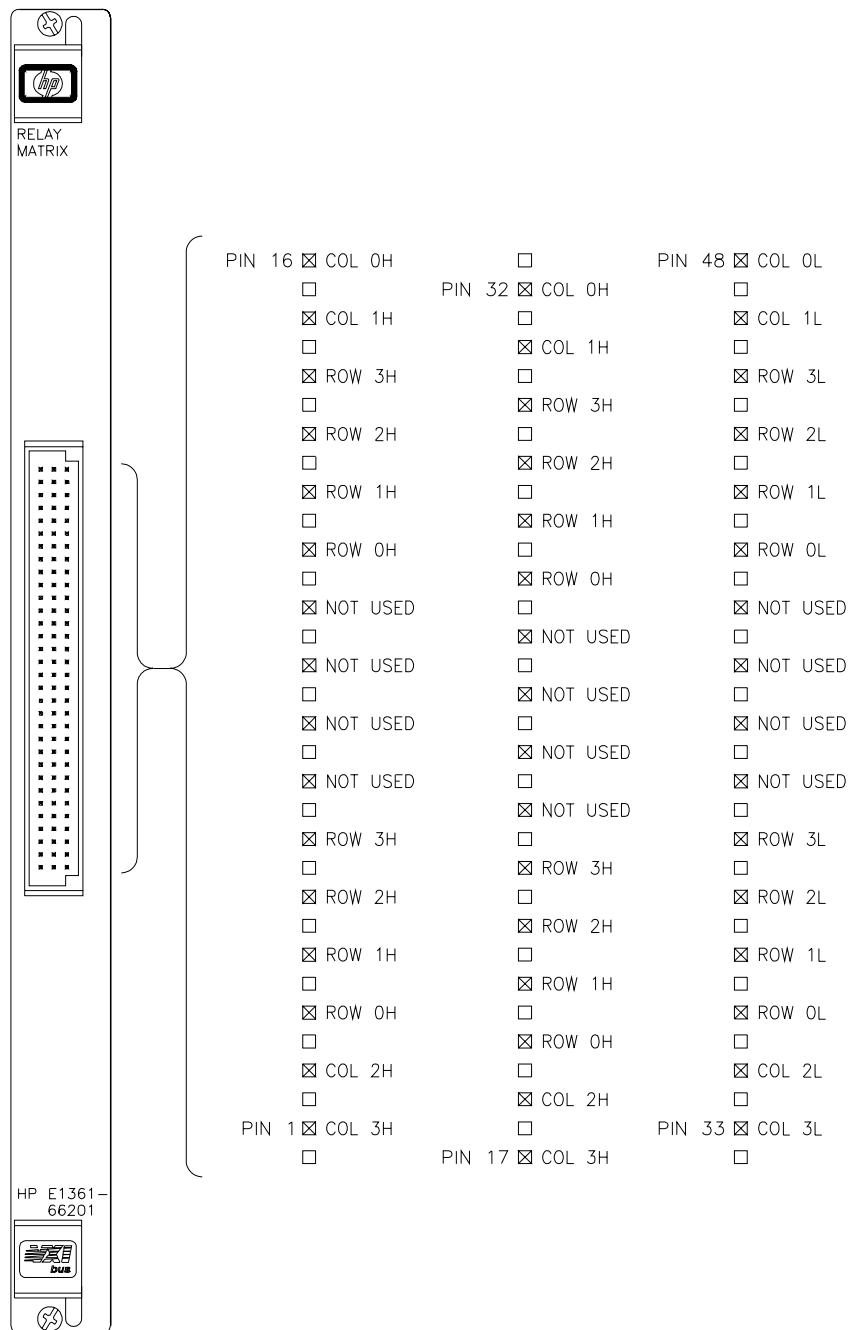 hp
RELAY
MATRIX
PIN 16 COL 0H
PIN 48 COL 0L
PIN 32 COL 0H
COL 1H
COL 1L
COL 1H
ROW 3H
ROW 3L
ROW 3H
ROW 2H
ROW 2L
ROW 2H
ROW 1H
ROW 1L
ROW 1H
ROW 0H
ROW 0L
ROW 0H
NOT USED
NOT USED
NOT USED
NOT USED
NOT USED
NOT USED
NOT USED
NOT USED
NOT USED
NOT USED
NOT USED
NOT USED
ROW 3H
ROW 3L
ROW 3H
ROW 2H
ROW 2L
ROW 2H
ROW 1H
ROW 1L
ROW 1H
ROW 0H
ROW 0L
ROW 0H
COL 2H
COL 2L
COL 2H
PIN 1 COL 3H
PIN 33 COL 3L
PIN 17 COL 3H
HP E1361-
66201
VXI
bus